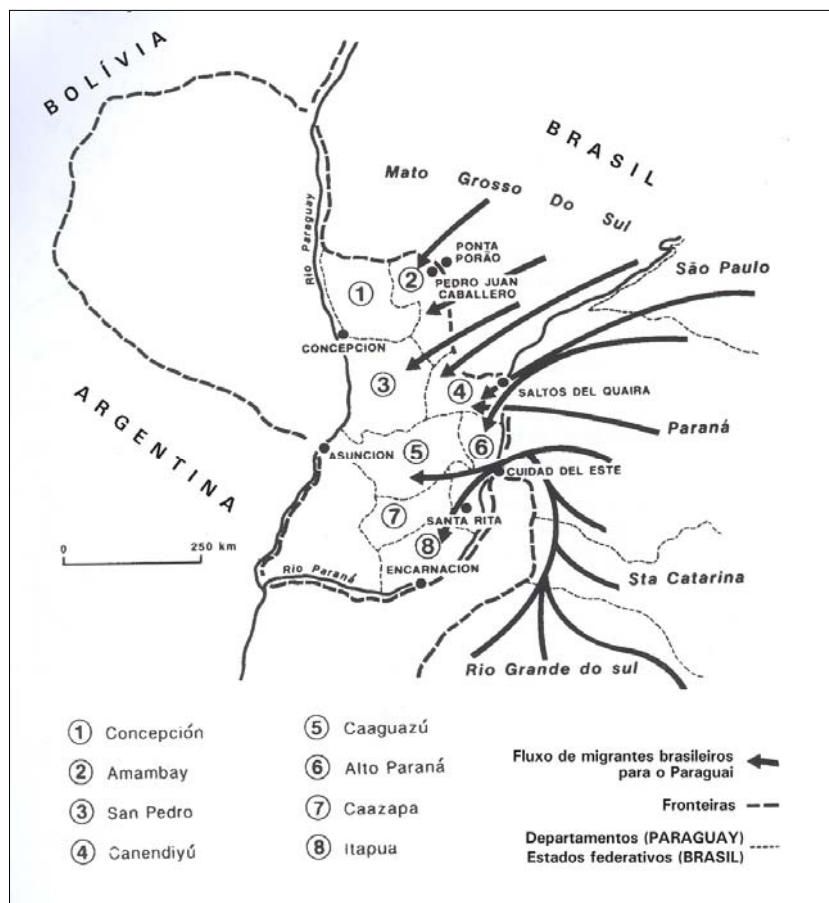 BOLÍVIA
BRASIL
Mato Grosso Do Sul
Rio Paraguay
PONTA
PORÃO
São Paulo
1
2
PEDRO JUAN
CABALLERO
CONCEPCION
3
4
SALTOS DEL QUAIRA
ARGENTINA
Paraná
ASUNCION
5
6
CUIDAD DEL ESTE
7
SANTA RITA
0
250 km
8
Rio Paraná
ENCARNACION
Sta Catarina
Rio Grande do sul
1 Concepción
2 Amambay
3 San Pedro
4 Canendiyú
5 Caaguazú
6 Alto Paraná
7 Caazapa
8 Itapua
Fluxo de migrantes brasileiros
para o Paraguai
Fronteiras
Departamentos (PARAGUAY)
Estados federativos (BRASIL)